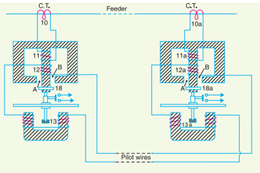 C.T. Feeder C.T.
10 10a
11 B 11a B
12 12a
A 18 A 18a
13 13a
Pilot wires